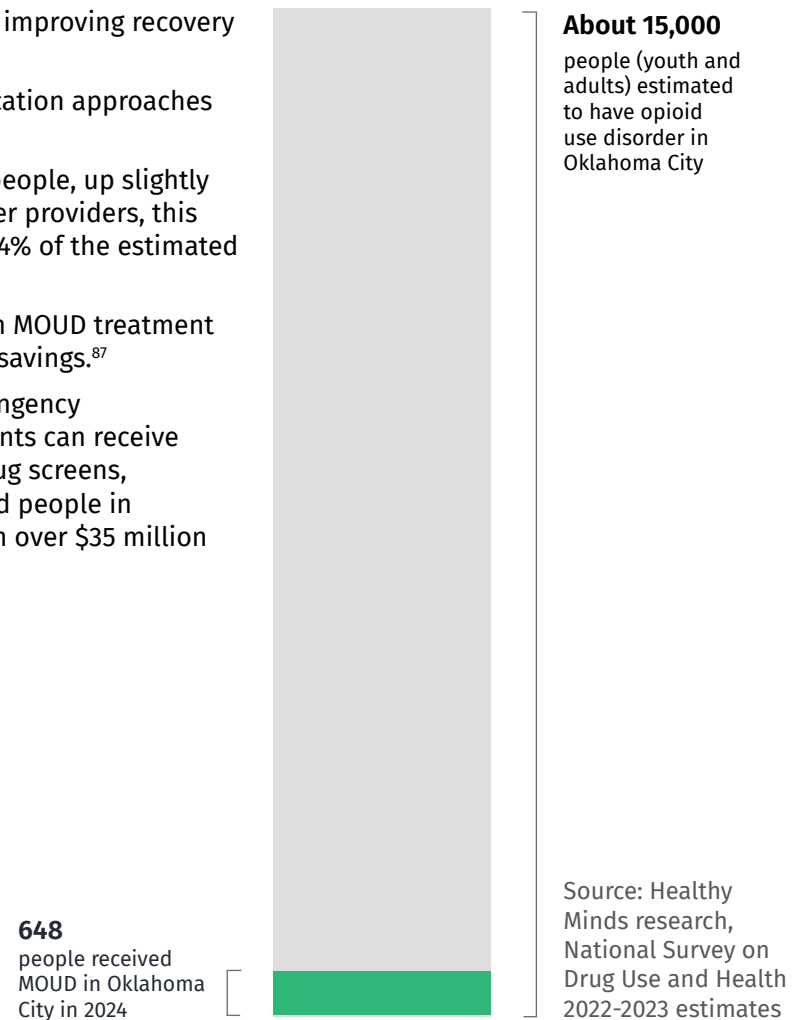 improving recovery
cation approaches
people, up slightly
er providers, this
4% of the estimated
n MOUD treatment
savings.87
ngency
nts can receive
ug screens,
d people in
n over $35 million
About 15,000
people (youth and
adults) estimated
to have opioid
use disorder in
Oklahoma City
648
people received
MOUD in Oklahoma
City in 2024
Source: Healthy
Minds research,
National Survey on
Drug Use and Health
2022-2023 estimates